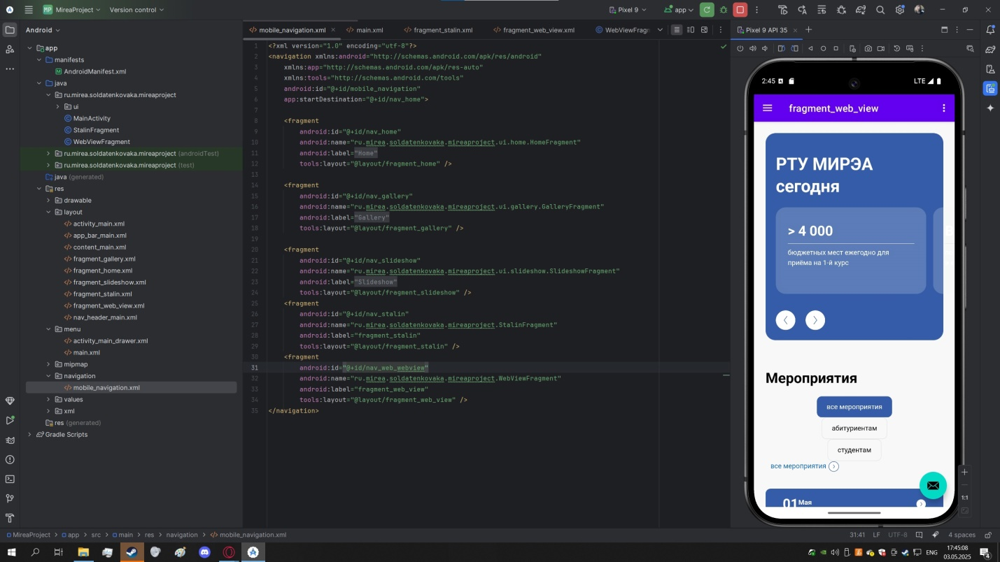 MP MireaProject
Version control
Pixel 9
app
Android
mobile_navigation.xml
main.xml
fragment_stalin.xml
fragment_web_view.xml
WebViewFragn
Pixel 9 API 35
app
manifests
AndroidManifest.xml
java
ru.mirea.soldatenkovaka.mireaproject
ui
MainActivity
StalinFragment
WebViewFragment
ru.mirea.soldatenkovaka.mireaproject (androidTest)
ru.mirea.soldatenkovaka.mireaproject (test)
java (generated)
res
drawable
layout
activity_main.xml
app_bar_main.xml
content_main.xml
fragment_gallery.xml
fragment_home.xml
fragment_slideshow.xml
fragment_stalin.xml
fragment_web_view.xml
nav_header_main.xml
menu
activity_main_drawer.xml
main.xml
mipmap
navigation
mobile_navigation.xml
values
xml
res (generated)
Gradle Scripts
1 <?xml version="1.0" encoding="utf-8"?>
2 <navigation xmlns:android="http://schemas.android.com/apk/res/android"
3 xmlns:app="http://schemas.android.com/apk/res-auto"
4 xmlns:tools="http://schemas.android.com/tools"
5 android:id="@+id/mobile_navigation"
6 app:startDestination="@+id/nav_home">
7
8 <fragment
9 android:id="@+id/nav_home"
10 android:name="ru.mirea.soldatenkovaka.mireaproject.ui.home.HomeFragment"
11 android:label="Home"
12 tools:layout="@layout/fragment_home" />
13
14 <fragment
15 android:id="@+id/nav_gallery"
16 android:name="ru.mirea.soldatenkovaka.mireaproject.ui.gallery.GalleryFragment"
17 android:label="Gallery"
18 tools:layout="@layout/fragment_gallery" />
19
20 <fragment
21 android:id="@+id/nav_slideshow"
22 android:name="ru.mirea.soldatenkovaka.mireaproject.ui.slideshow.SlideshowFragment"
23 android:label="Slideshow"
24 tools:layout="@layout/fragment_slideshow" />
25 <fragment
26 android:id="@+id/nav_stalin"
27 android:name="ru.mirea.soldatenkovaka.mireaproject.StalinFragment"
28 android:label="fragment_stalin"
29 tools:layout="@layout/fragment_stalin" />
30 <fragment
31 android:id="@+id/nav_web_webview"
32 android:name="ru.mirea.soldatenkovaka.mireaproject.WebViewFragment"
33 android:label="fragment_web_view"
34 tools:layout="@layout/fragment_web_view" />
35 </navigation>
2:45
LTE
fragment_web_view
РТУ МИРЭА
сегодня
> 4 000
бюджетных мест ежегодно для
приёма на 1-й курс
Мероприятия
все мероприятия
абитуриентам
студентам
все мероприятия
01 Мая
1:1
MireaProject > app > src > main > res > navigation > mobile_navigation.xml
31:41 LF UTF-8 4 spaces
ENG
17:45:08
03.05.2025
4